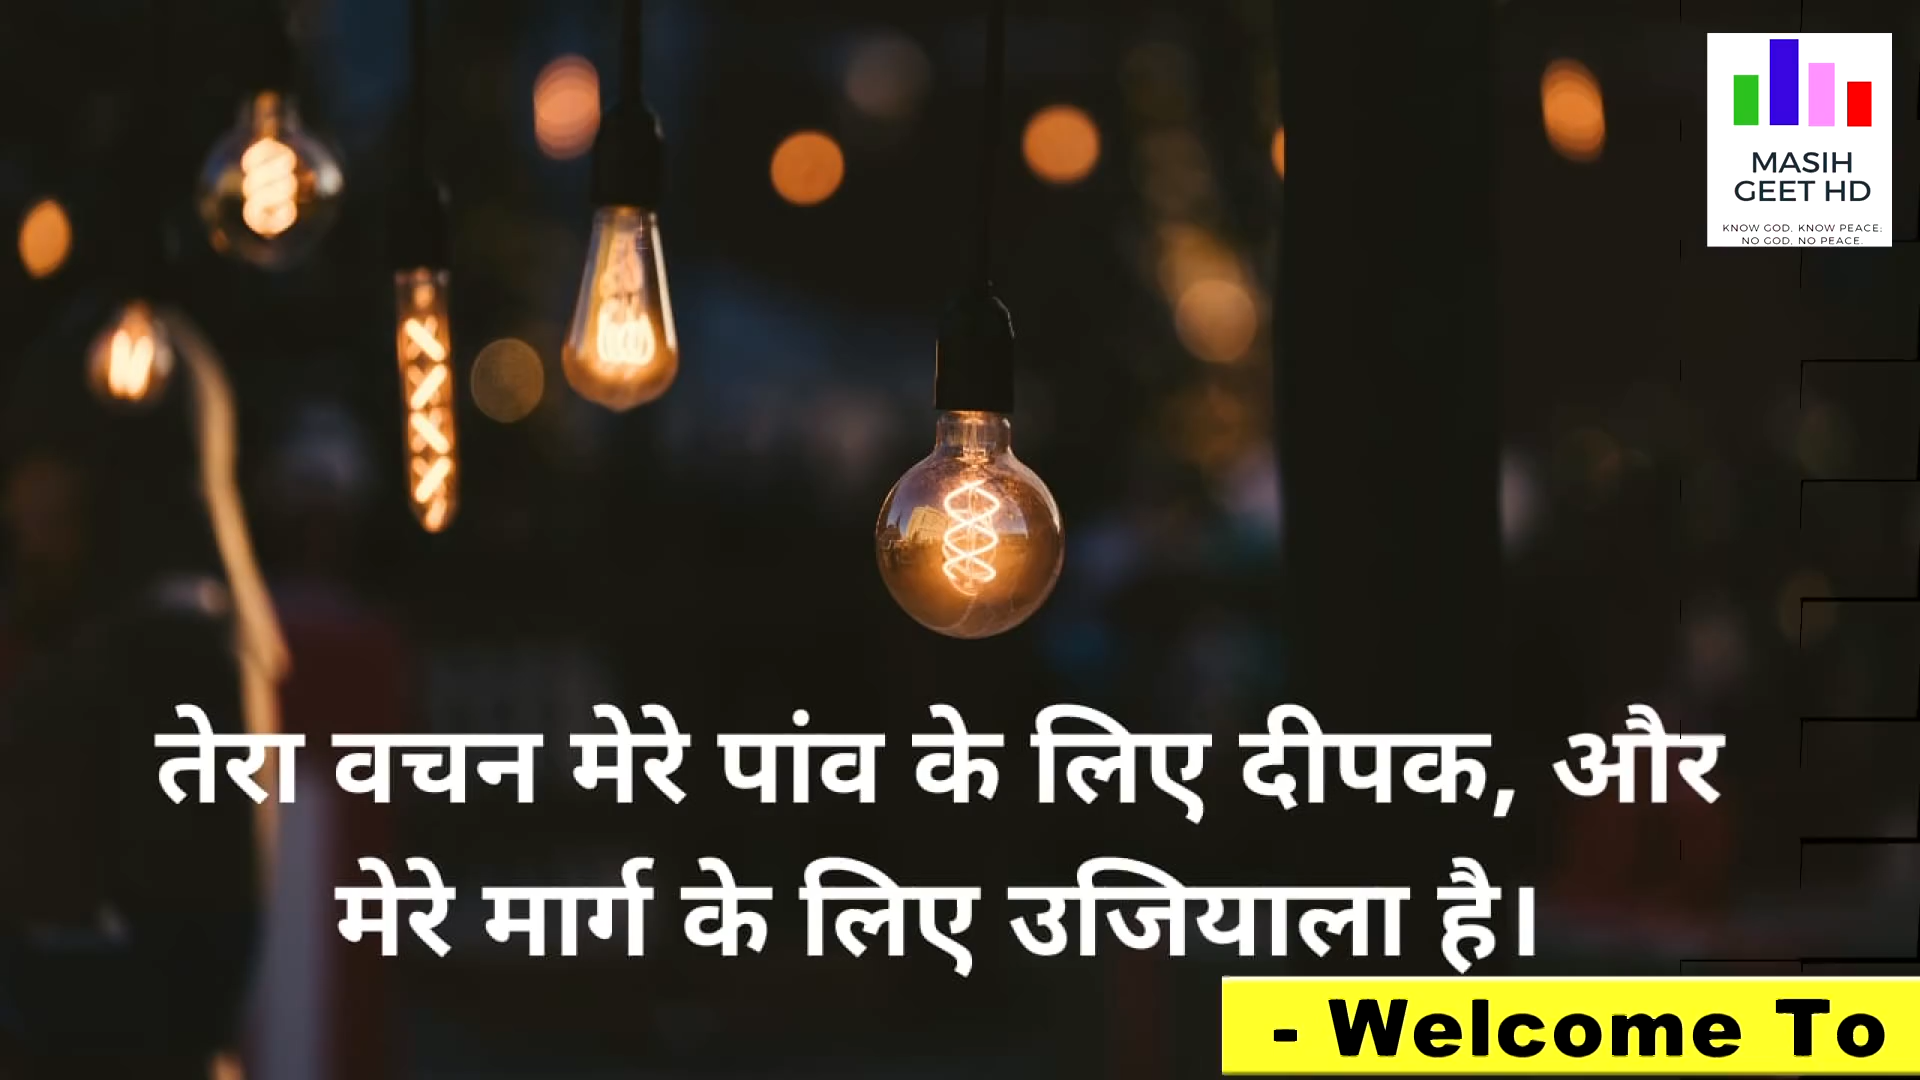 MASIH
GEET HD
KNOW GOD, KNOW PEACE;
NO GOD, NO PEACE.
तेरा वचन मेरे पांव के लिए दीपक, और
मेरे मार्ग के लिए उजियाला है।
- Welcome To